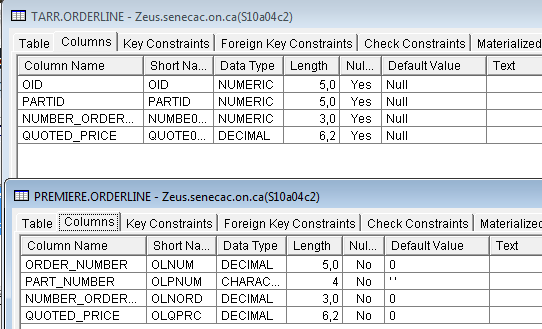 TARR.ORDERLINE - Zeus.senecac.on.ca(S10a04c2)
Table Columns Key Constraints Foreign Key Constraints Check Constraints Materialized
Column Name Short Na... Data Type Length Nul... Default Value Text
OID OID NUMERIC 5,0 Yes Null
PARTID PARTID NUMERIC 5,0 Yes Null
NUMBER_ORDER... NUMBE0... NUMERIC 3,0 Yes Null
QUOTED_PRICE QUOTE0... DECIMAL 6,2 Yes Null
PREMIERE.ORDERLINE - Zeus.senecac.on.ca(S10a04c2)
Table Columns Key Constraints Foreign Key Constraints Check Constraints Materialized
Column Name Short Na... Data Type Length Nul... Default Value Text
ORDER_NUMBER OLNUM DECIMAL 5,0 No 0
PART_NUMBER OLPNUM CHARAC... 4 No ' '
NUMBER_ORDER... OLNORD DECIMAL 3,0 No 0
QUOTED_PRICE OLQPRC DECIMAL 6,2 No 0